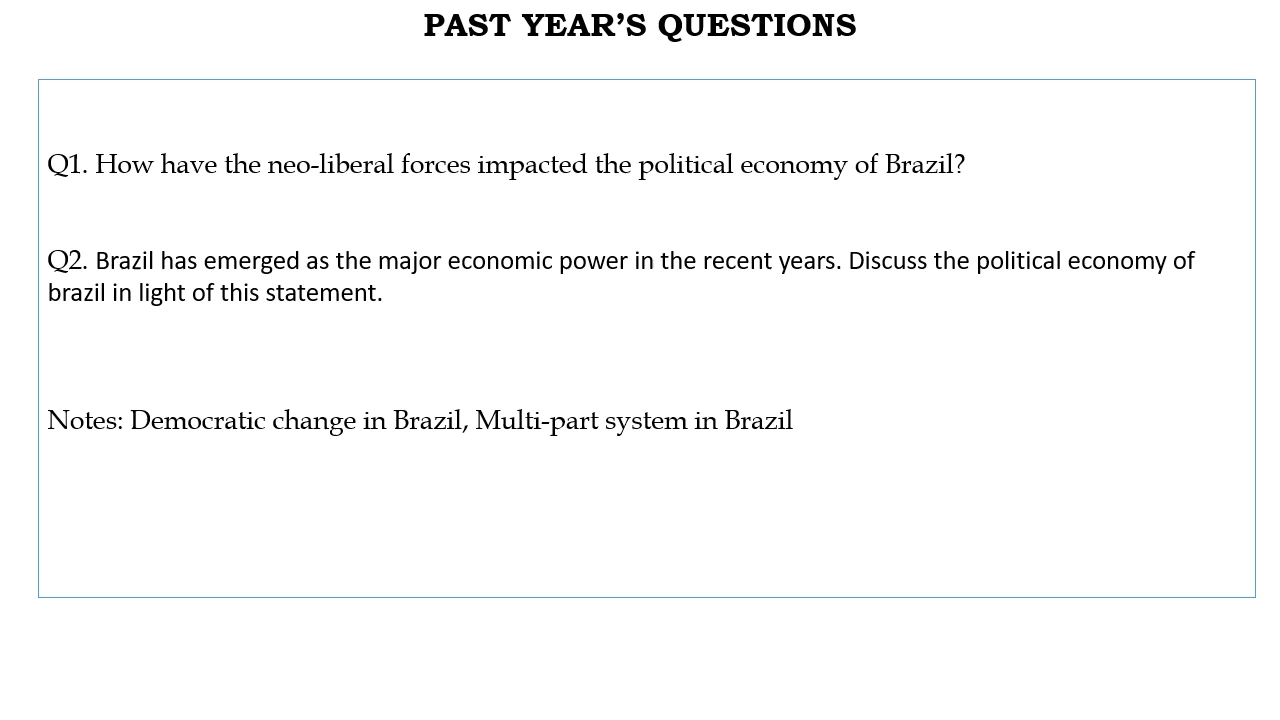 PAST YEAR’S QUESTIONS
Q1. How have the neo-liberal forces impacted the political economy of Brazil?
Q2. Brazil has emerged as the major economic power in the recent years. Discuss the political economy of
brazil in light of this statement.
Notes: Democratic change in Brazil, Multi-part system in Brazil